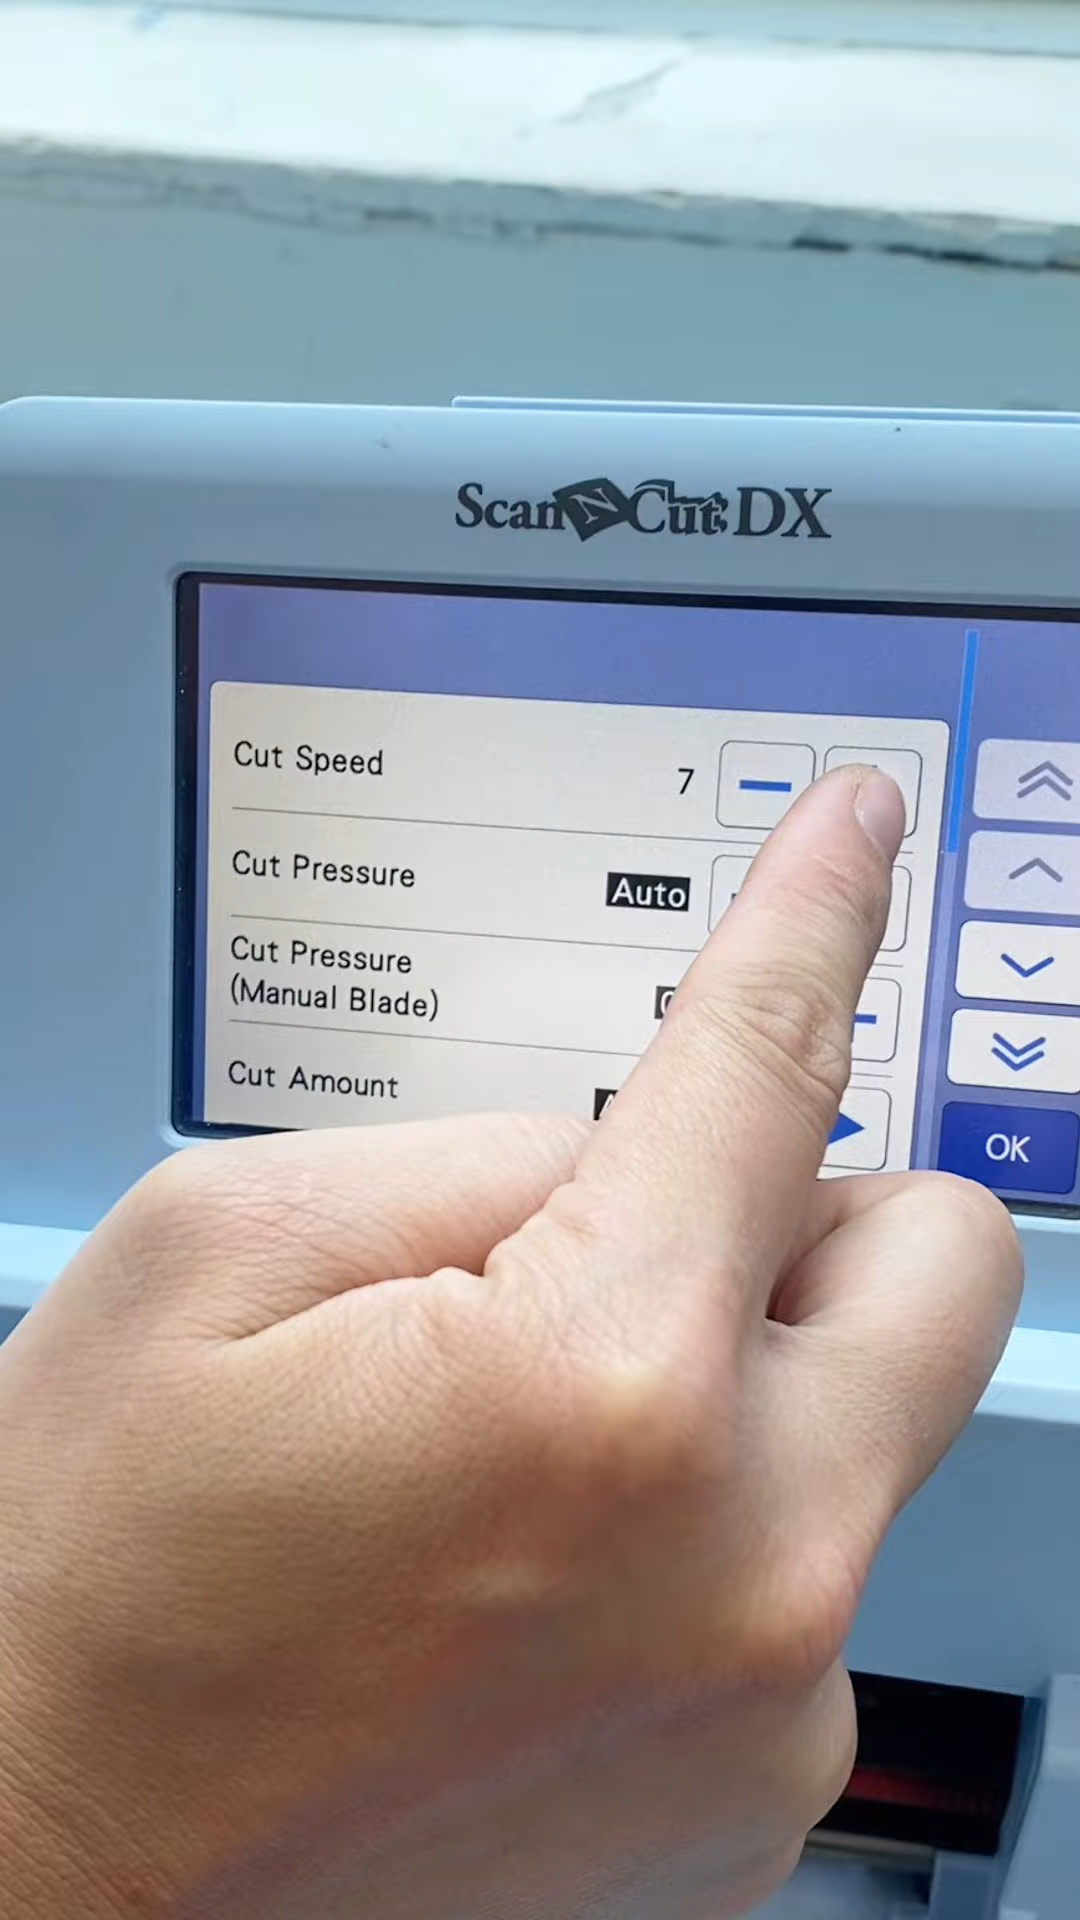 ScanNCut DX
Cut Speed 7
Cut Pressure Auto
Cut Pressure
(Manual Blade)
Cut Amount
OK